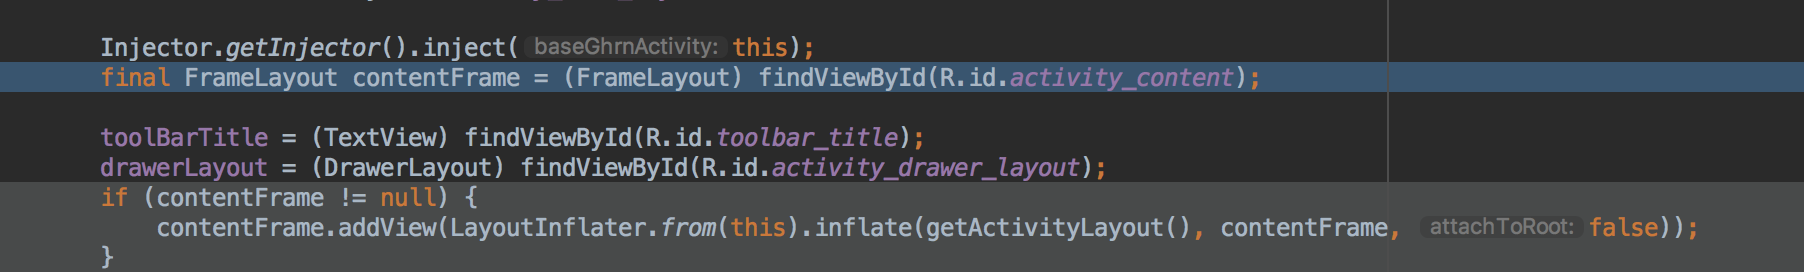 Injector.getInjector().inject( baseGhrnActivity: this);
final FrameLayout contentFrame = (FrameLayout) findViewById(R.id.activity_content);
toolBarTitle = (TextView) findViewById(R.id.toolbar_title);
drawerLayout = (DrawerLayout) findViewById(R.id.activity_drawer_layout);
if (contentFrame != null) {
contentFrame.addView(LayoutInflater.from(this).inflate(getActivityLayout(), contentFrame, attachToRoot: false));
}